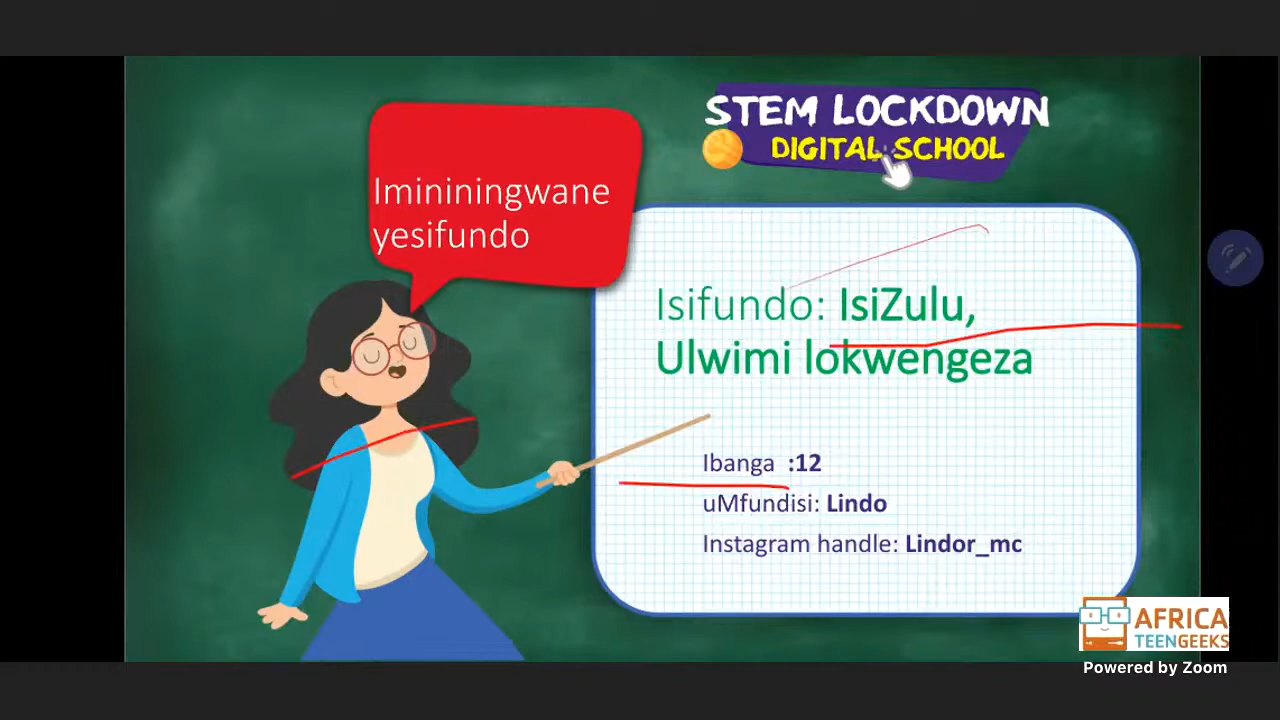 STEM LOCKDOWN
DIGITAL SCHOOL
Imininingwane
yesifundo
Isifundo: IsiZulu,
Ulwimi lokwengeza
Ibanga :12
uMfundisi: Lindo
Instagram handle: Lindor_mc
AFRICA
TEENGEEKS
Powered by Zoom